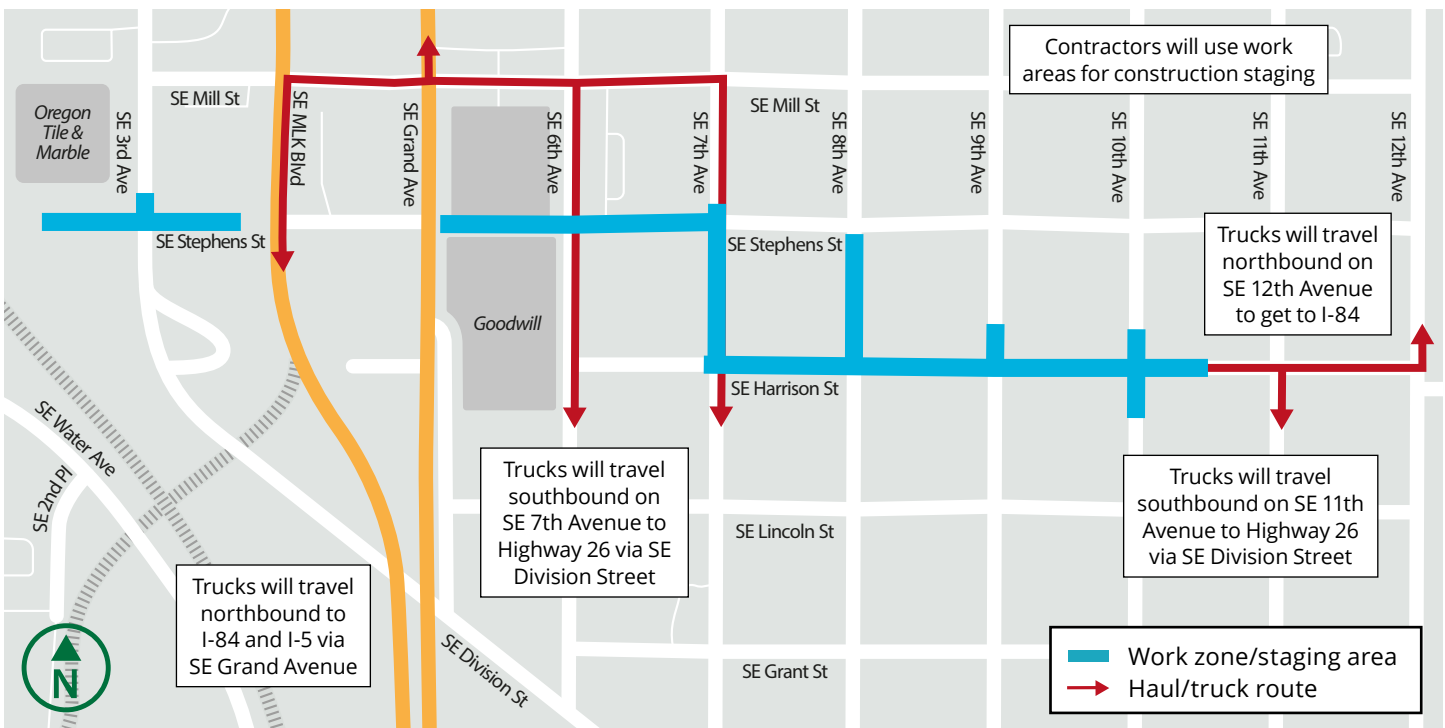 Contractors will use work
areas for construction staging
Oregon
Tile &
Marble
SE Mill St
SE Mill St
SE 3rd Ave
SE MLK Blvd
SE Grand Ave
SE 6th Ave
SE 7th Ave
SE 8th Ave
SE 9th Ave
SE 10th Ave
SE 11th Ave
SE 12th Ave
SE Stephens St
SE Stephens St
Trucks will travel
northbound on
SE 12th Avenue
to get to I-84
Goodwill
SE Harrison St
SE Water Ave
SE 2nd Pl
Trucks will travel
southbound on
SE 7th Avenue to
Highway 26 via SE
Division Street
SE Lincoln St
Trucks will travel
southbound on SE 11th
Avenue to Highway 26
via SE Division Street
Trucks will travel
northbound to
I-84 and I-5 via
SE Grand Avenue
SE Division St
SE Grant St
Work zone/staging area
Haul/truck route
N